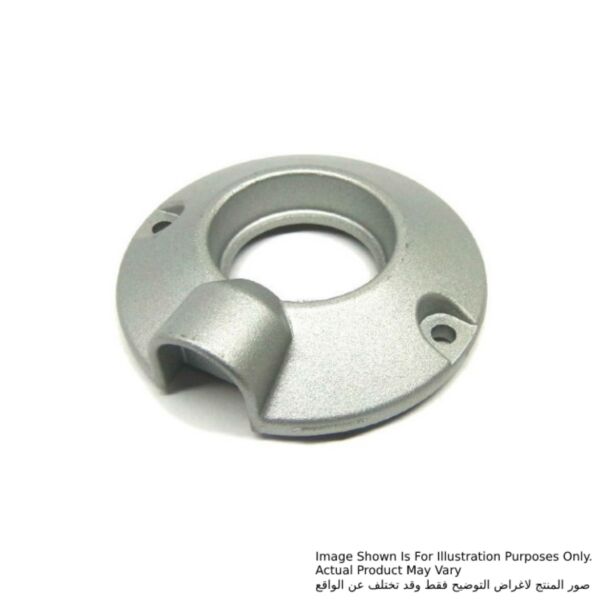 Image Shown Is For Illustration Purposes Only.
Actual Product May Vary
صور المنتج لاغراض التوضيح فقط وقد تختلف عن الواقع